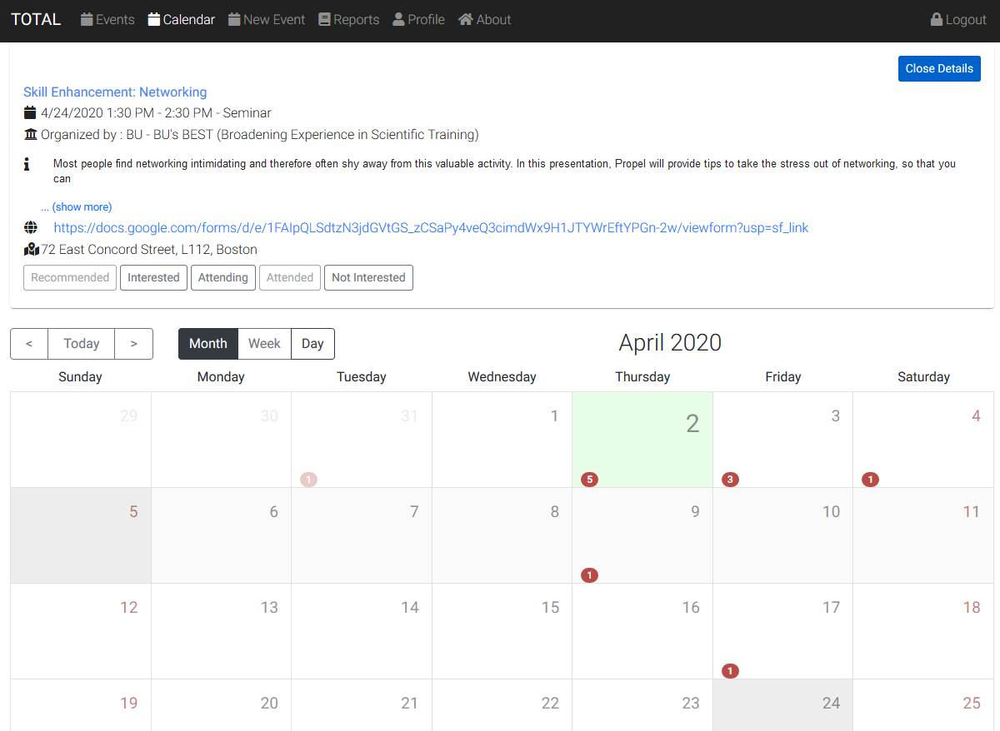 TOTAL Events Calendar New Event Reports Profile About Logout
Close Details
Skill Enhancement: Networking
4/24/2020 1:30 PM - 2:30 PM - Seminar
Organized by : BU - BU's BEST (Broadening Experience in Scientific Training)
Most people find networking intimidating and therefore often shy away from this valuable activity. In this presentation, Propel will provide tips to take the stress out of networking, so that you
can
... (show more)
https://docs.google.com/forms/d/e/1FAIpQLSdtzN3jdGVtGS_zCSaPy4veQ3cimdWx9H1JTYWrEftYPGn-2w/viewform?usp=sf_link
72 East Concord Street, L112, Boston
Recommended Interested Attending Attended Not Interested
< Today > Month Week Day April 2020
Sunday Monday Tuesday Wednesday Thursday Friday Saturday
29 30 31 1 2 3 4
1 5 3 1
5 6 7 8 9 10 11
1
12 13 14 15 16 17 18
1
19 20 21 22 23 24 25